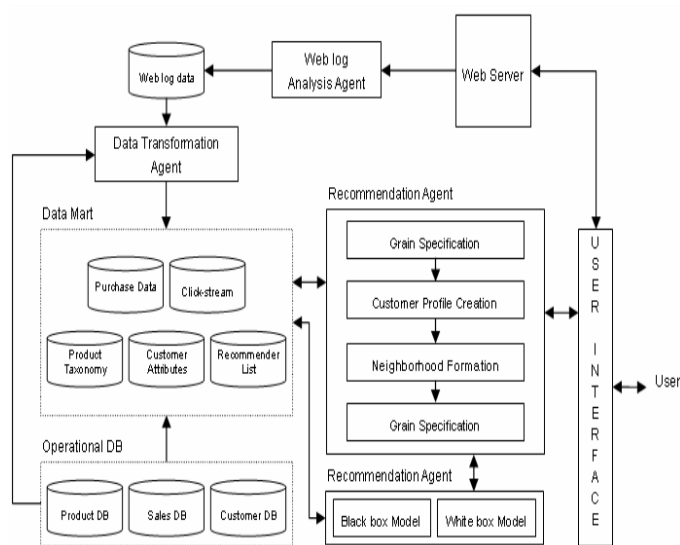 Web log data
Web log
Analysis Agent
Web Server
Data Transformation
Agent
Data Mart
Purchase Data
Click-stream
Product
Taxonomy
Customer
Attributes
Recommender
List
Operational DB
Product DB
Sales DB
Customer DB
Recommendation Agent
Grain Specification
Customer Profile Creation
Neighborhood Formation
Grain Specification
Recommendation Agent
Black box Model
White box Model
USER INTERFACE
User